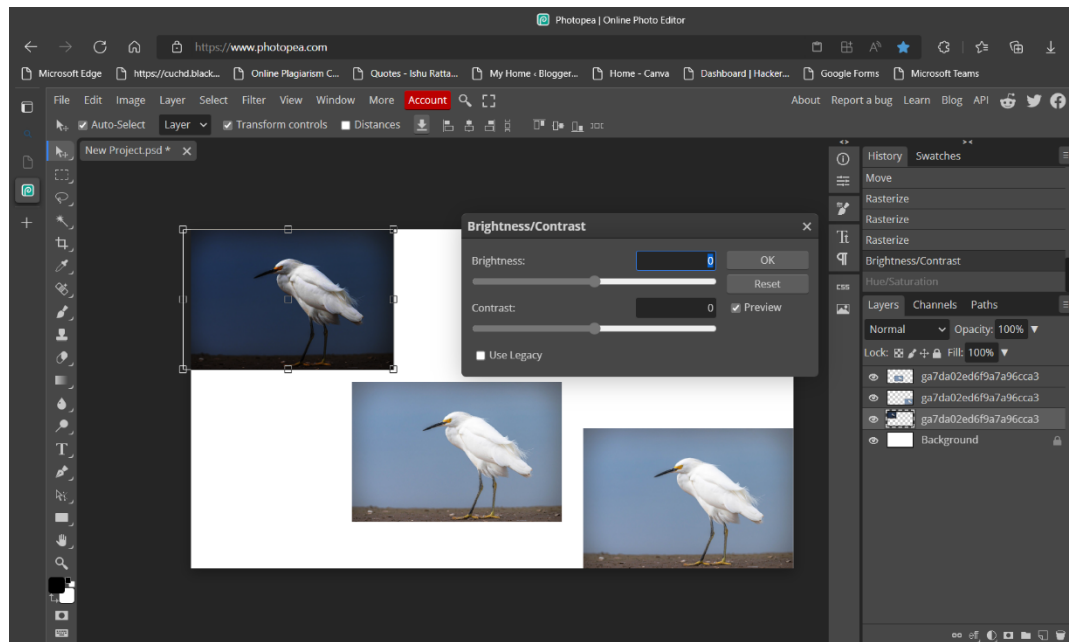 Photopea | Online Photo Editor
https://www.photopea.com
Microsoft Edge https://cuchd.black... Online Plagiarism C... Quotes - Ishu Ratta... My Home ‹ Blogger... Home - Canva Dashboard | Hacker... Google Forms Microsoft Teams
File Edit Image Layer Select Filter View Window More Account About Report a bug Learn Blog API
Auto-Select Layer Transform controls Distances
New Project.psd * History Swatches
Move
Rasterize
Rasterize
Rasterize
Brightness/Contrast
Hue/Saturation
Brightness/Contrast
Brightness: 0 OK
Reset
Contrast: 0 Preview
Use Legacy
CSS
Layers Channels Paths
Normal Opacity: 100%
Lock: Fill: 100%
ga7da02ed6f9a7a96cca3
ga7da02ed6f9a7a96cca3
ga7da02ed6f9a7a96cca3
Background